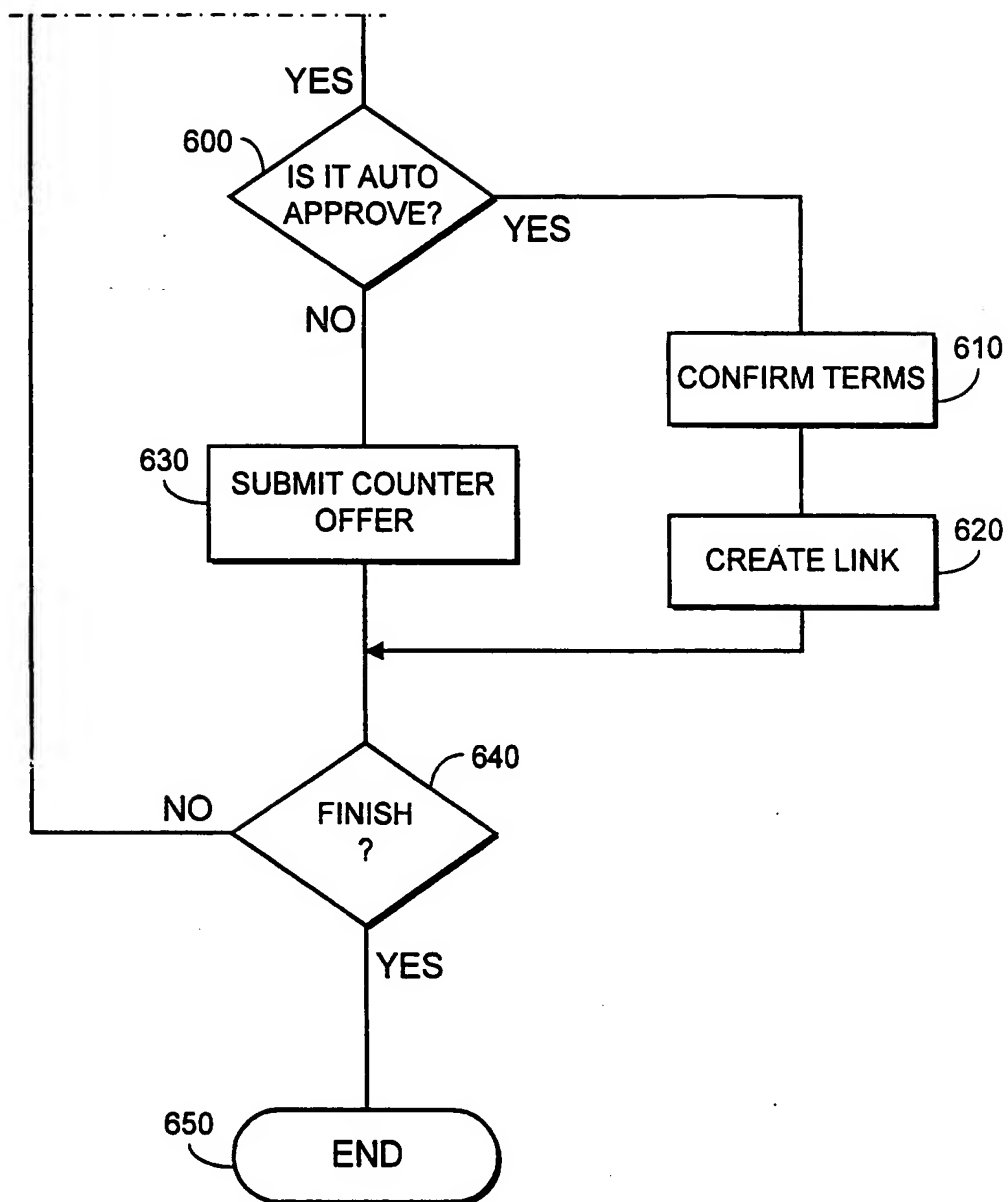 YES
600
IS IT AUTO
APPROVE?
YES
NO
610
CONFIRM TERMS
630
SUBMIT COUNTER
OFFER
620
CREATE LINK
640
NO
FINISH
?
YES
650
END